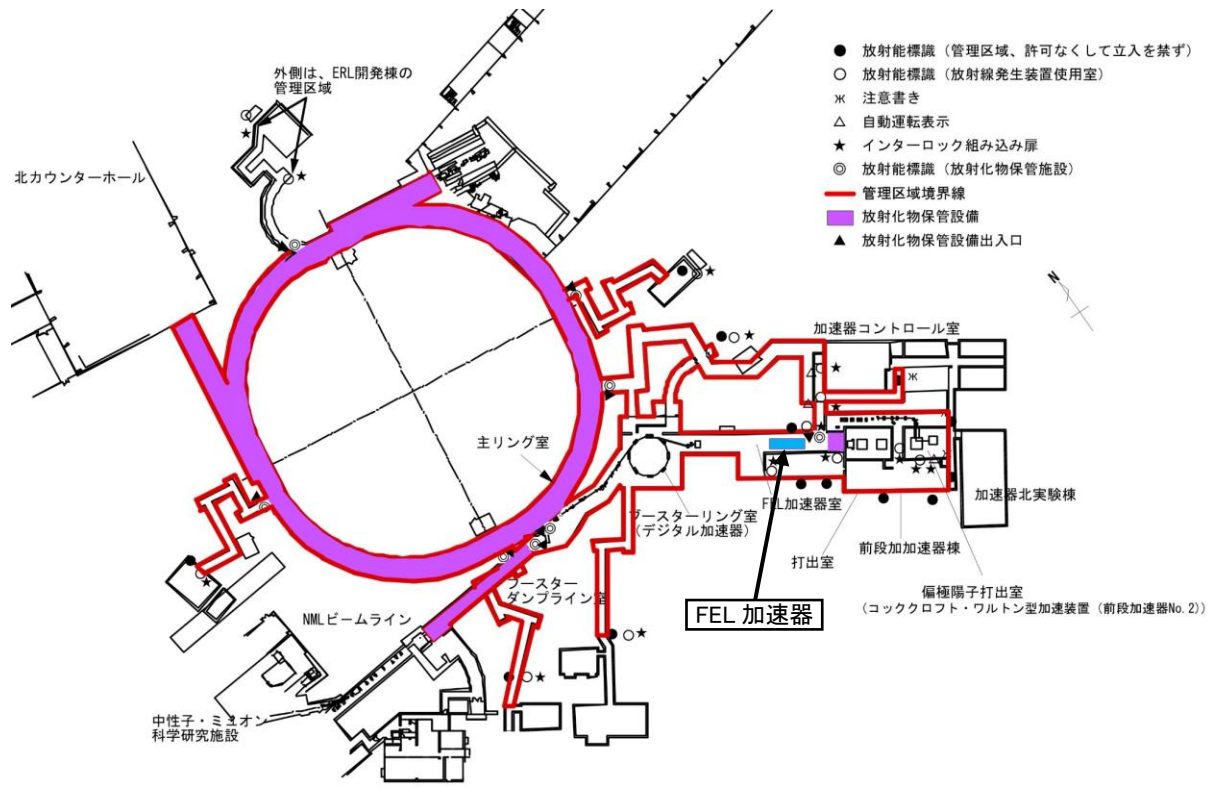 外側は、ERL開発棟の
管理区域
北カウンターホール
● 放射能標識（管理区域、許可なくして立入を禁ず）
○ 放射能標識（放射線発生装置使用室）
ж 注意書き
△ 自動運転表示
★ インターロック組み込み扉
◎ 放射能標識（放射化物保管施設）
管理区域境界線
放射化物保管設備
▲ 放射化物保管設備出入口
N
加速器コントロール室
主リング室
ブースターリング室
（デジタル加速器）
FEL加速器室
加速器北実験棟
前段加加速器棟
打出室
偏極陽子打出室
（コッククロフト・ワルトン型加速装置（前段加速器No.2））
FEL 加速器
ブースター
ダンプライン室
NMLビームライン
中性子・ミュオン
科学研究施設